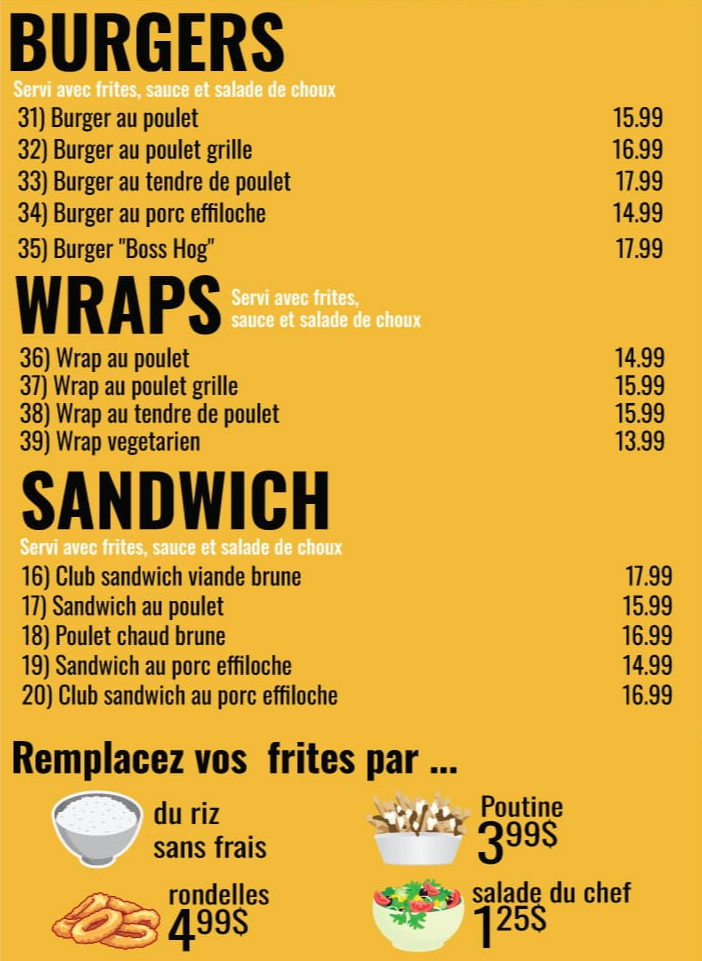 BURGERS
Servi avec frites, sauce et salade de choux
31) Burger au poulet 15.99
32) Burger au poulet grille 16.99
33) Burger au tendre de poulet 17.99
34) Burger au porc effiloche 14.99
35) Burger "Boss Hog" 17.99
WRAPS
Servi avec frites,
sauce et salade de choux
36) Wrap au poulet 14.99
37) Wrap au poulet grille 15.99
38) Wrap au tendre de poulet 15.99
39) Wrap vegetarien 13.99
SANDWICH
Servi avec frites, sauce et salade de choux
16) Club sandwich viande brune 17.99
17) Sandwich au poulet 15.99
18) Poulet chaud brune 16.99
19) Sandwich au porc effiloche 14.99
20) Club sandwich au porc effiloche 16.99
Remplacez vos frites par ...
du riz
sans frais
Poutine
3 99$
rondelles
4 99$
salade du chef
1 25$